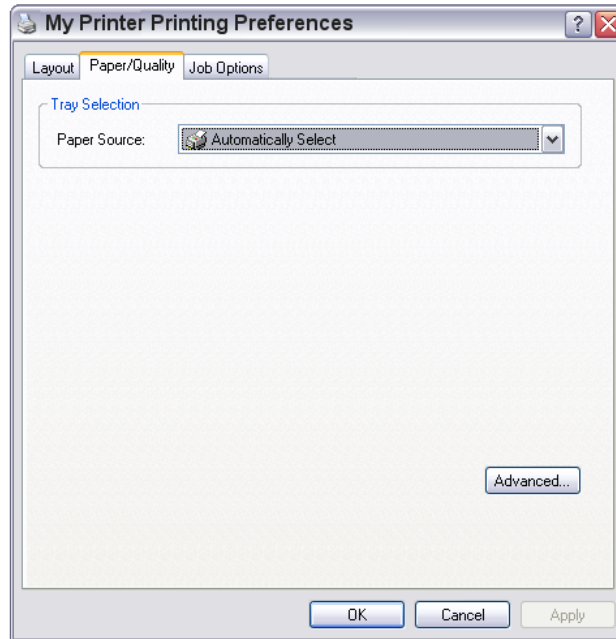 My Printer Printing Preferences
Layout Paper/Quality Job Options
Tray Selection
Paper Source: Automatically Select
Advanced...
OK Cancel Apply